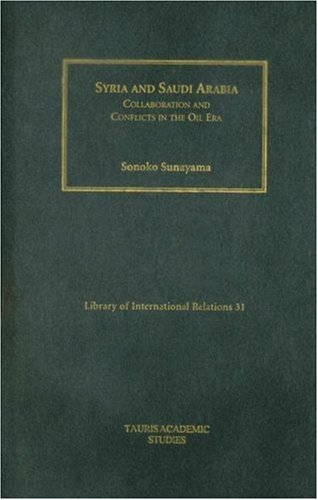 SYRIA AND SAUDI ARABIA
COLLABORATION AND
CONFLICTS IN THE OIL ERA
Sonoko Sunayama
Library of International Relations 31
TAURIS ACADEMIC
STUDIES